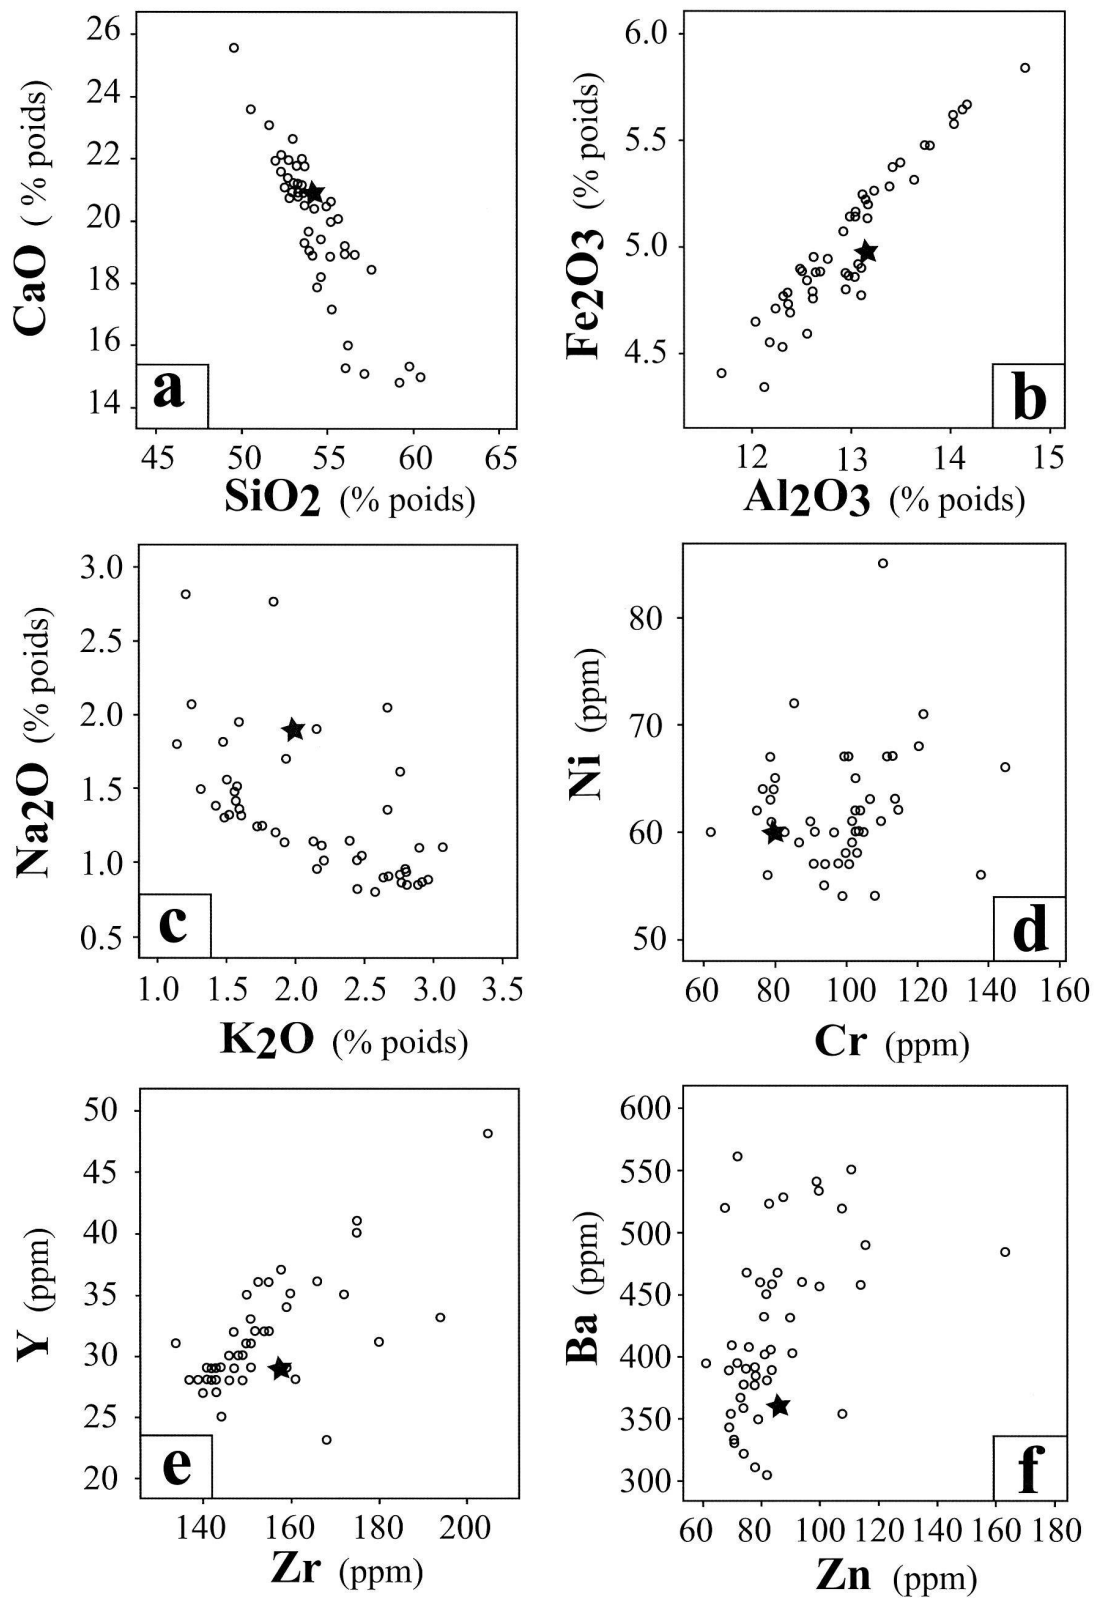 26
24
22
20
18
16
14
CaO (% poids)
a
45 50 55 60 65
SiO2 (% poids)
6.0
5.5
5.0
4.5
Fe2O3 (% poids)
b
12 13 14 15
Al2O3 (% poids)
3.0
2.5
2.0
1.5
1.0
0.5
Na2O (% poids)
c
1.0 1.5 2.0 2.5 3.0 3.5
K2O (% poids)
80
70
60
50
Ni (ppm)
d
60 80 100 120 140 160
Cr (ppm)
50
45
40
35
30
25
20
Y (ppm)
e
140 160 180 200
Zr (ppm)
600
550
500
450
400
350
300
Ba (ppm)
f
60 80 100 120 140 160 180
Zn (ppm)